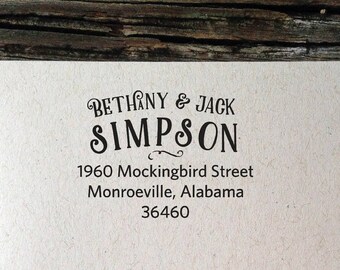 BETHANY & JACK
SIMPSON
1960 Mockingbird Street
Monroeville, Alabama
36460